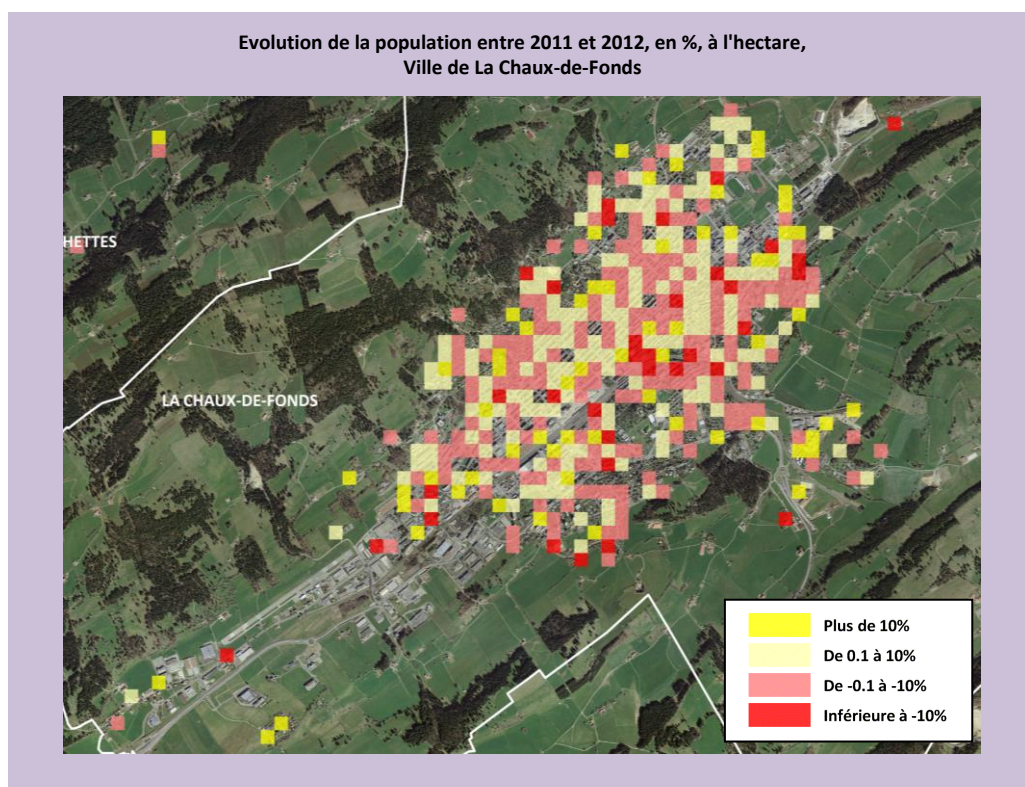 Evolution de la population entre 2011 et 2012, en %, à l'hectare,
Ville de La Chaux-de-Fonds
HETTES
LA CHAUX-DE-FONDS
Plus de 10%
De 0.1 à 10%
De -0.1 à -10%
Inférieure à -10%